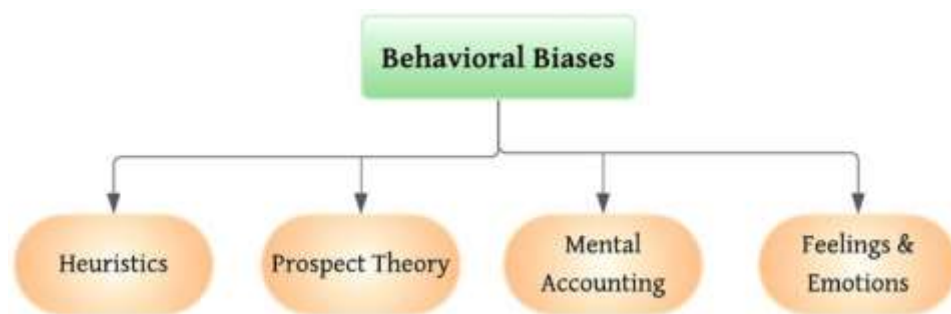 Behavioral Biases
Heuristics
Prospect Theory
Mental
Accounting
Feelings &
Emotions